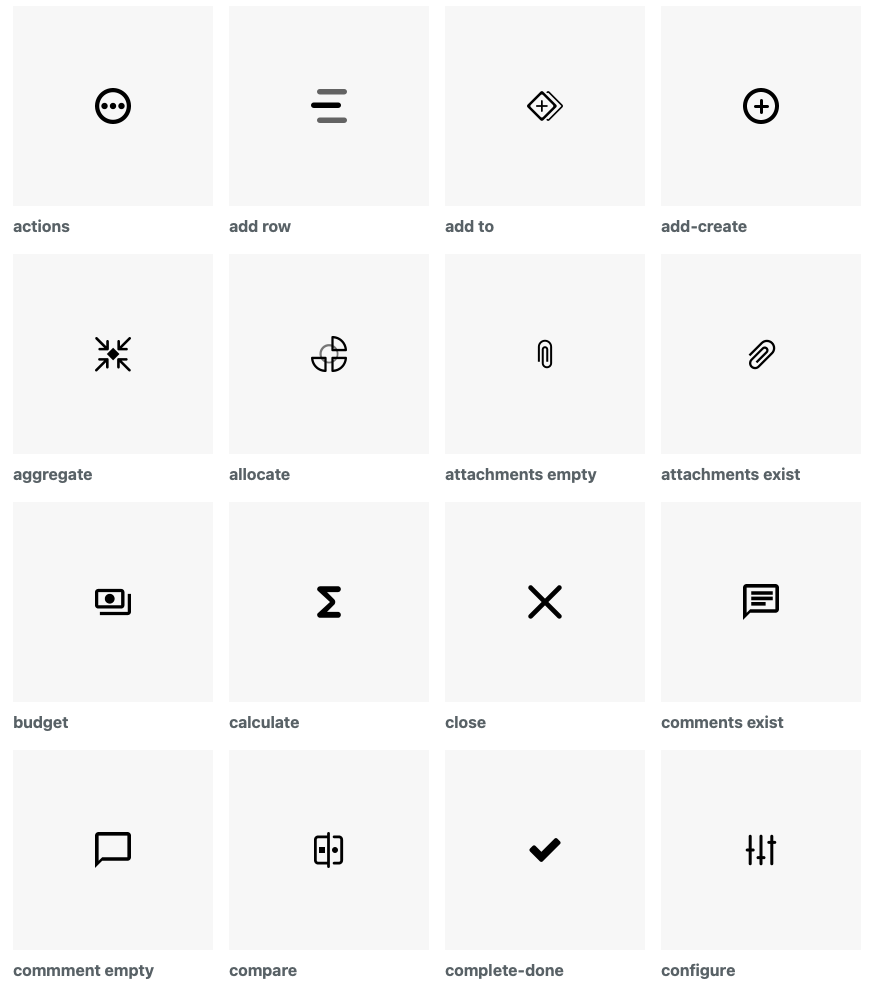 actions
add row
add to
add-create
aggregate
allocate
attachments empty
attachments exist
budget
calculate
close
comments exist
commment empty
compare
complete-done
configure